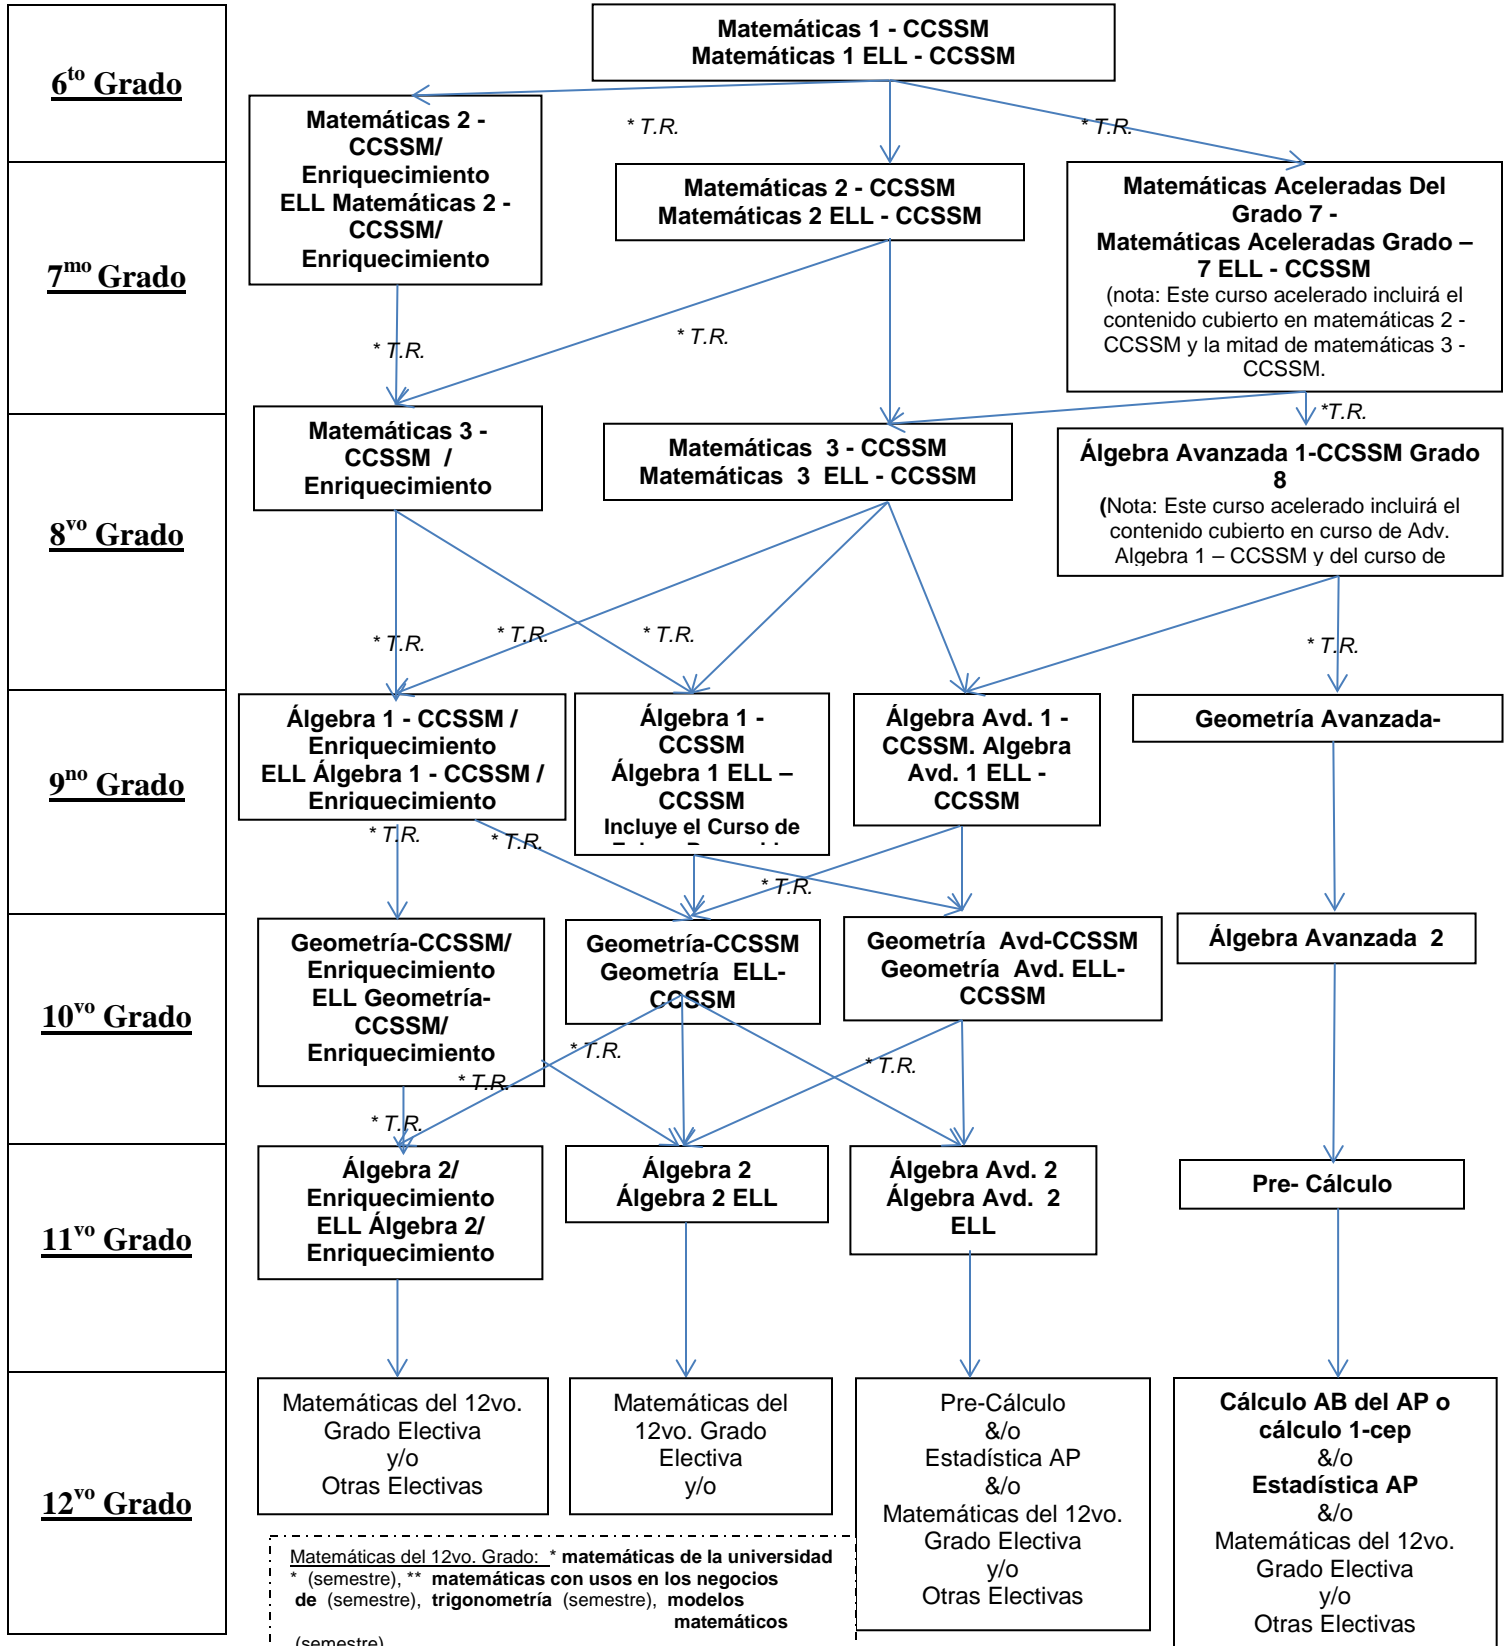 Matemáticas 1 - CCSSM
Matemáticas 1 ELL - CCSSM
6to Grado
* T.R.
* T.R.
Matemáticas 2 -
CCSSM/
Enriquecimiento
ELL Matemáticas 2 -
CCSSM/
Enriquecimiento
Matemáticas 2 - CCSSM
Matemáticas 2 ELL - CCSSM
Matemáticas Aceleradas Del
Grado 7 -
Matemáticas Aceleradas Grado –
7 ELL - CCSSM
(nota: Este curso acelerado incluirá el
contenido cubierto en matemáticas 2 -
CCSSM y la mitad de matemáticas 3 -
CCSSM.
7mo Grado
* T.R.
* T.R.
*T.R.
Matemáticas 3 -
CCSSM /
Enriquecimiento
Matemáticas 3 - CCSSM
Matemáticas 3 ELL - CCSSM
Álgebra Avanzada 1-CCSSM Grado
8
(Nota: Este curso acelerado incluirá el
contenido cubierto en curso de Adv.
Algebra 1 – CCSSM y del curso de
8vo Grado
* T.R.
* T.R.
* T.R.
* T.R.
Álgebra 1 - CCSSM /
Enriquecimiento
ELL Álgebra 1 - CCSSM /
Enriquecimiento
Álgebra 1 -
CCSSM
Álgebra 1 ELL –
CCSSM
Incluye el Curso de
Álgebra Avd. 1 -
CCSSM. Algebra
Avd. 1 ELL -
CCSSM
Geometría Avanzada-
9no Grado
* T.R.
* T.R.
* T.R.
Geometría-CCSSM/
Enriquecimiento
ELL Geometría-
CCSSM/
Enriquecimiento
Geometría-CCSSM
Geometría ELL-
CCSSM
Geometría Avd-CCSSM
Geometría Avd. ELL-
CCSSM
Álgebra Avanzada 2
10vo Grado
* T.R.
* T.R.
* T.R.
* T.R.
Álgebra 2/
Enriquecimiento
ELL Álgebra 2/
Enriquecimiento
Álgebra 2
Álgebra 2 ELL
Álgebra Avd. 2
Álgebra Avd. 2
ELL
Pre- Cálculo
11vo Grado
Matemáticas del 12vo.
Grado Electiva
y/o
Otras Electivas
Matemáticas del
12vo. Grado
Electiva
y/o
Pre-Cálculo
&/o
Estadística AP
&/o
Matemáticas del 12vo.
Grado Electiva
y/o
Otras Electivas
Cálculo AB del AP o
cálculo 1-cep
&/o
Estadística AP
&/o
Matemáticas del 12vo.
Grado Electiva
y/o
Otras Electivas
12vo Grado
Matemáticas del 12vo. Grado: * matemáticas de la universidad
* (semestre), ** matemáticas con usos en los negocios
de (semestre), trigonometría (semestre), modelos
matemáticos
(semestre)